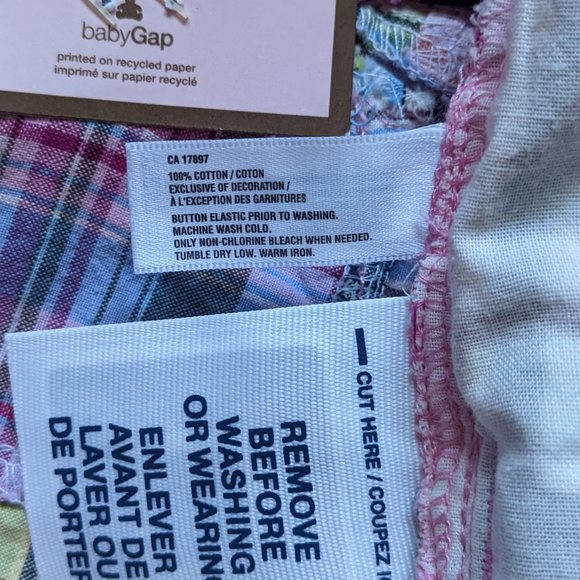 babyGap
printed on recycled paper
imprimé sur papier recyclé
CA 17897
100% COTTON / COTON
EXCLUSIVE OF DECORATION /
À L'EXCEPTION DES GARNITURES
BUTTON ELASTIC PRIOR TO WASHING.
MACHINE WASH COLD.
ONLY NON-CHLORINE BLEACH WHEN NEEDED.
TUMBLE DRY LOW. WARM IRON.
CUT HERE / COUPEZ
REMOVE
BEFORE
WASHING
OR WEARING
ENLEVER
AVANT DE
LAVER OU
DE PORTER